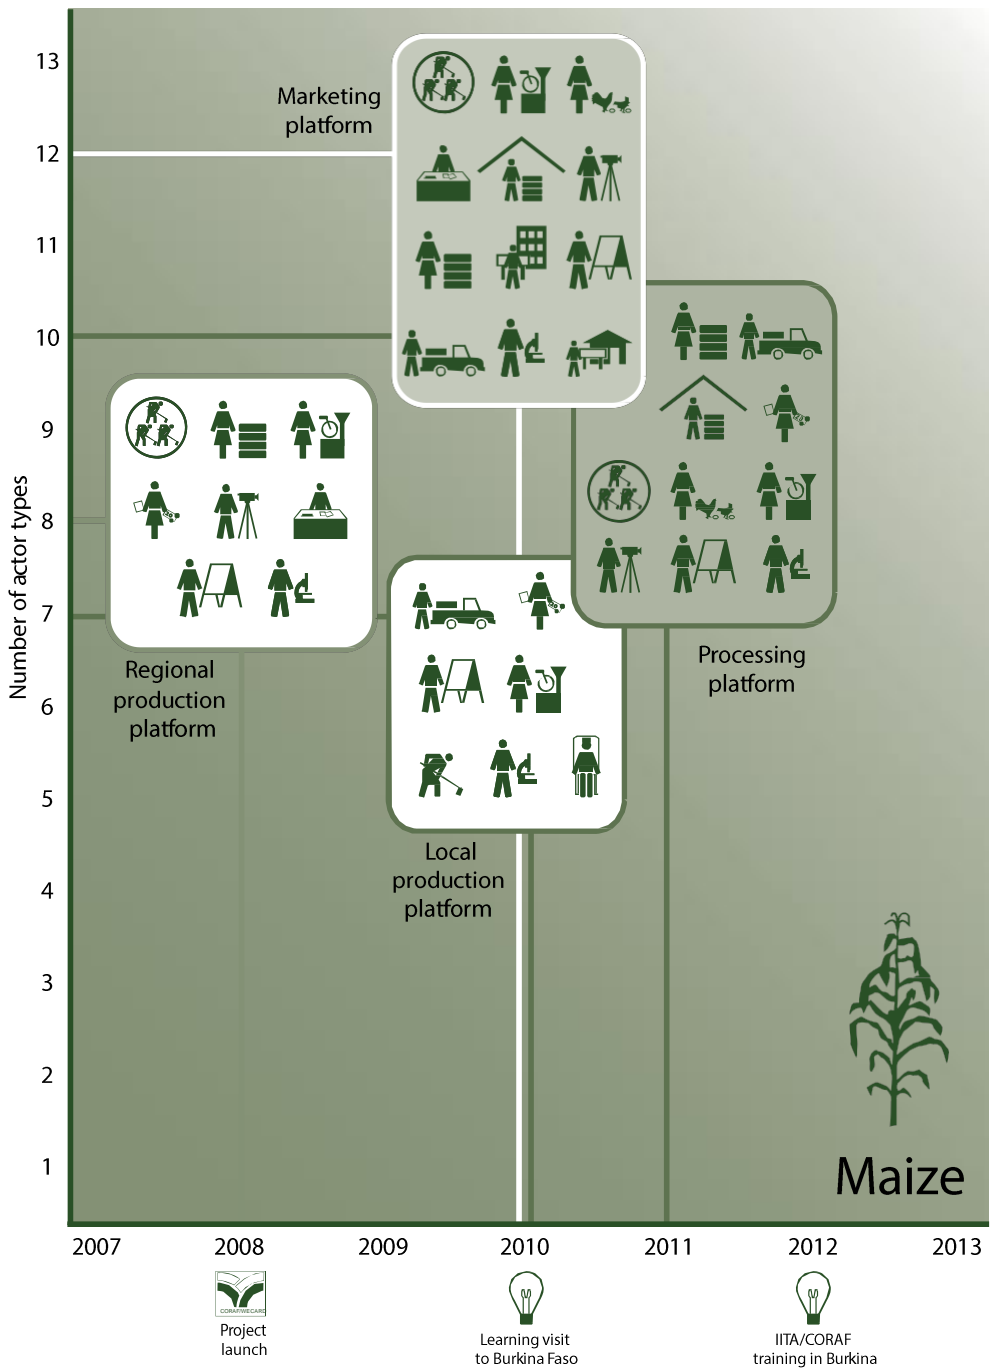 13
Marketing
platform
12
11
10
9
8
Number of actor types
7
Regional
production
platform
Processing
platform
6
5
Local
production
platform
4
3
2
1
Maize
2007 2008 2009 2010 2011 2012 2013
CORAF/WECARD
Project
launch
Learning visit
to Burkina Faso
IITA/CORAF
training in Burkina